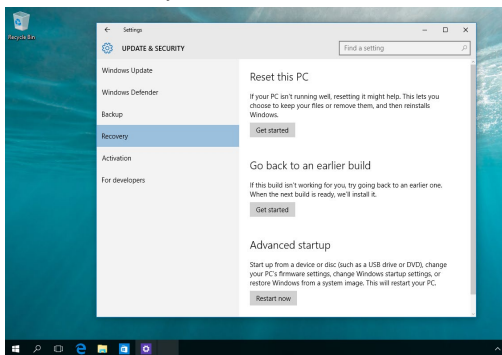 Recycle Bin
Settings
UPDATE & SECURITY
Find a setting
Windows Update
Windows Defender
Backup
Recovery
Activation
For developers
Reset this PC
If your PC isn't running well, resetting it might help. This lets you
choose to keep your files or remove them, and then reinstalls
Windows.
Get started
Go back to an earlier build
If this build isn't working for you, try going back to an earlier one.
When the next build is ready, we'll install it.
Get started
Advanced startup
Start up from a device or disc (such as a USB drive or DVD), change
your PC's firmware settings, change Windows startup settings, or
restore Windows from a system image. This will restart your PC.
Restart now